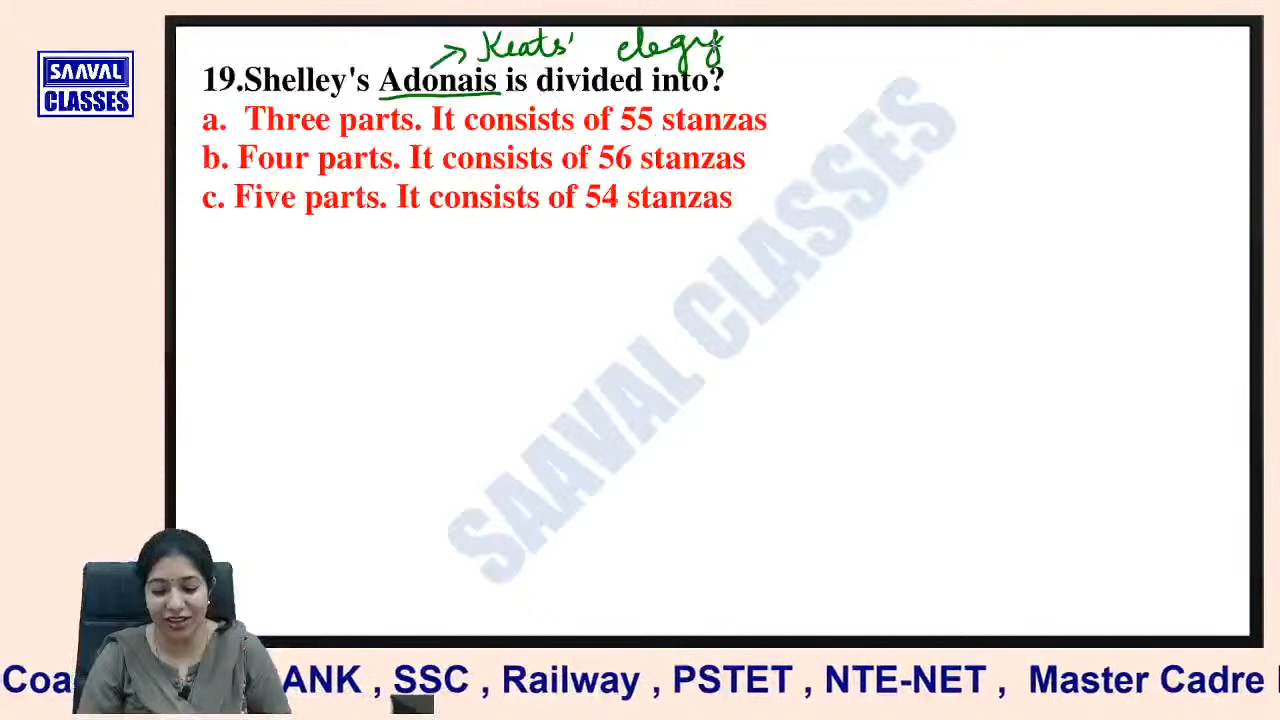 SAAVAL
CLASSES
Keats' elegy
19.Shelley's Adonais is divided into?
a. Three parts. It consists of 55 stanzas
b. Four parts. It consists of 56 stanzas
c. Five parts. It consists of 54 stanzas
SAAVAL CLASSES
Coa ANK , SSC , Railway , PSTET , NTE-NET , Master Cadre